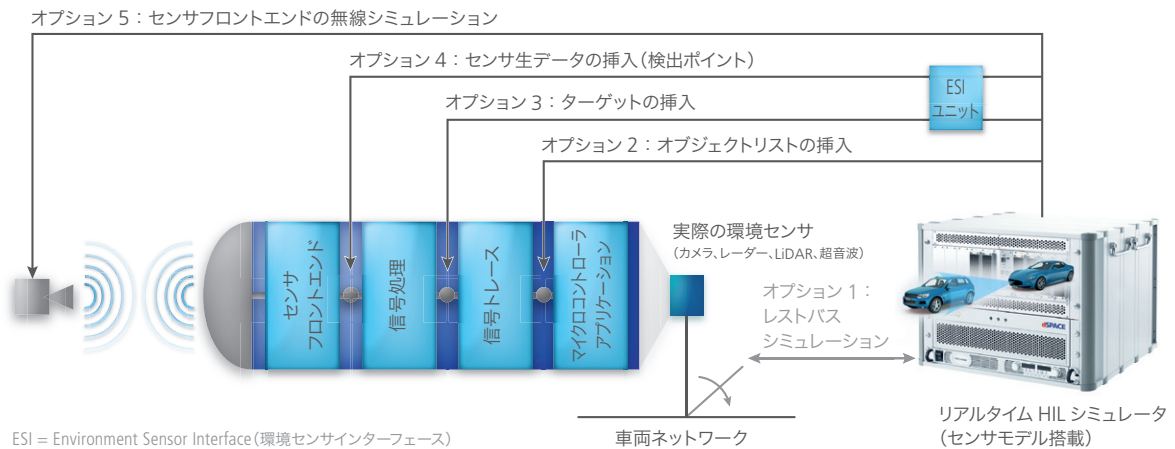 オプション 5：センサフロントエンドの無線シミュレーション
オプション 4：センサ生データの挿入（検出ポイント）
ESI
ユニット
オプション 3：ターゲットの挿入
オプション 2：オブジェクトリストの挿入
センサ
フロントエンド
信号処理
信号トレース
マイクロコントローラ
アプリケーション
実際の環境センサ
（カメラ、レーダー、LiDAR、超音波）
オプション 1：
レストバス
シミュレーション
dSPACE
リアルタイム HIL シミュレータ
（センサモデル搭載）
車両ネットワーク
ESI = Environment Sensor Interface（環境センサインターフェース）